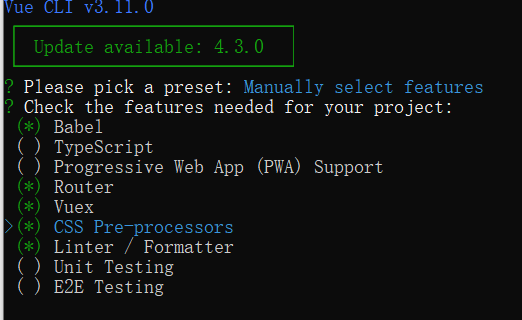 Vue CLI v3.11.0
Update available: 4.3.0
? Please pick a preset: Manually select features
? Check the features needed for your project:
(*) Babel
( ) TypeScript
( ) Progressive Web App (PWA) Support
(*) Router
(*) Vuex
>(*) CSS Pre-processors
(*) Linter / Formatter
( ) Unit Testing
( ) E2E Testing